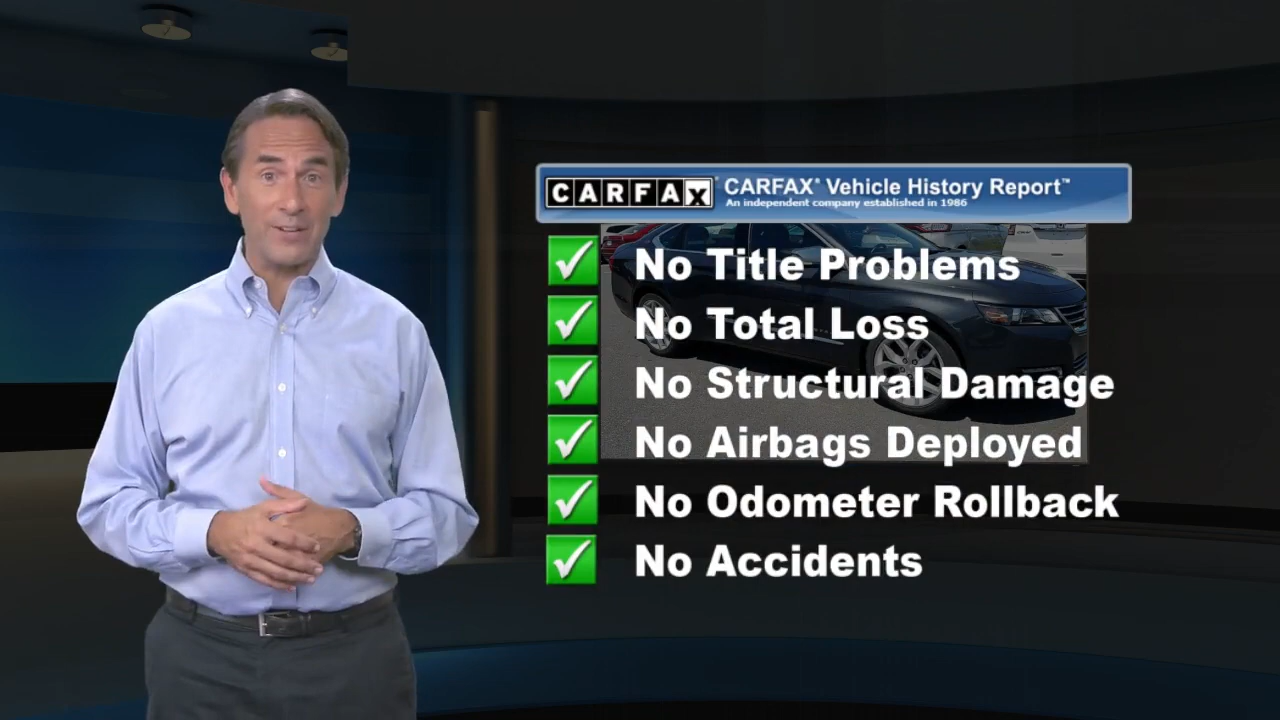 CARFAX
CARFAX® Vehicle History Report™
An independent company established in 1986
No Title Problems
No Total Loss
No Structural Damage
No Airbags Deployed
No Odometer Rollback
No Accidents